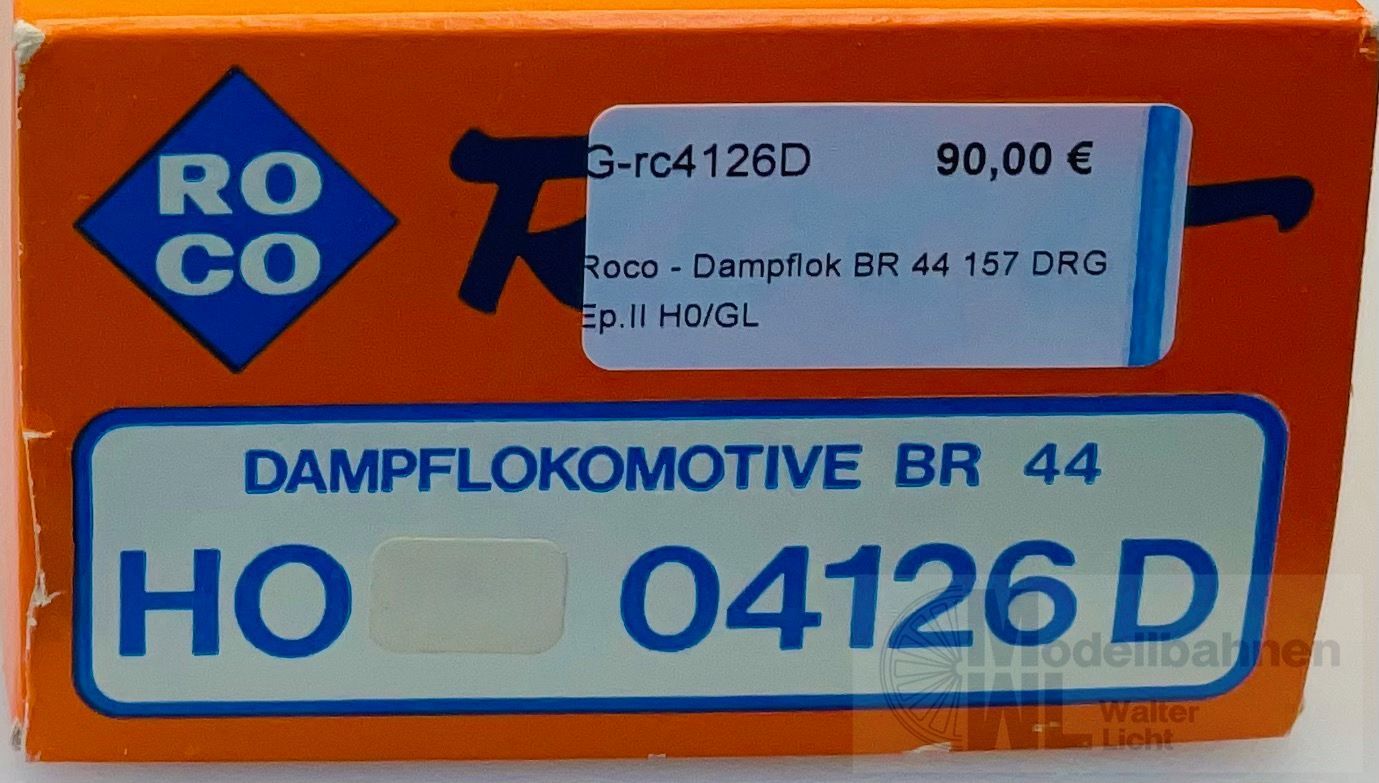 RO
CO
G-rc4126D 90,00 €
Roco - Dampflok BR 44 157 DRG
Ep.II H0/GL
DAMPFLOKOMOTIVE BR 44
HO 04126 D
Modellbahnen
WL Walter
Licht